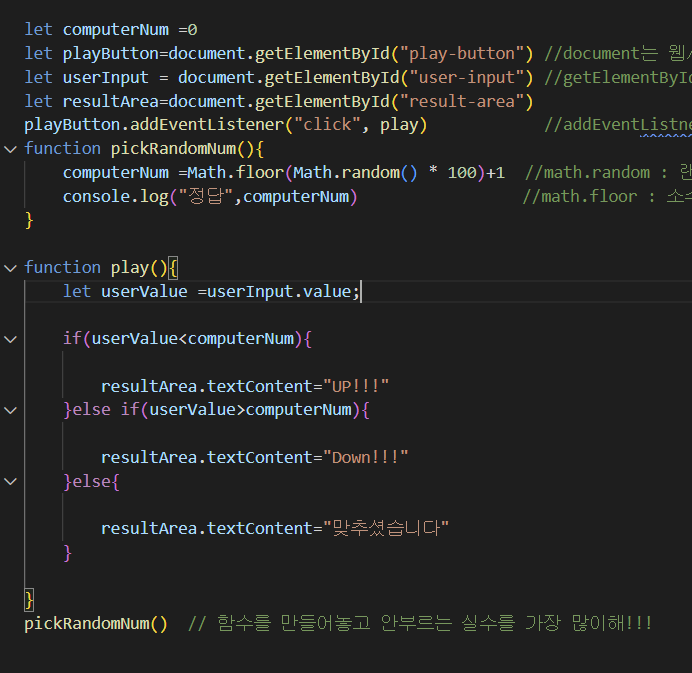 let computerNum =0
let playButton=document.getElementById("play-button") //document는
let userInput = document.getElementById("user-input") //getElementById
let resultArea=document.getElementById("result-area")
playButton.addEventListener("click", play) //addEventListne
function pickRandomNum(){
computerNum =Math.floor(Math.random() * 100)+1 //math.random :
console.log("정답",computerNum) //math.floor :
}
function play(){
let userValue =userInput.value;
if(userValue<computerNum){
resultArea.textContent="UP!!!"
}else if(userValue>computerNum){
resultArea.textContent="Down!!!"
}else{
resultArea.textContent="맞추셨습니다"
}
}
pickRandomNum() // 함수를 만들어놓고 안부르는 실수를 가장 많이해!!!